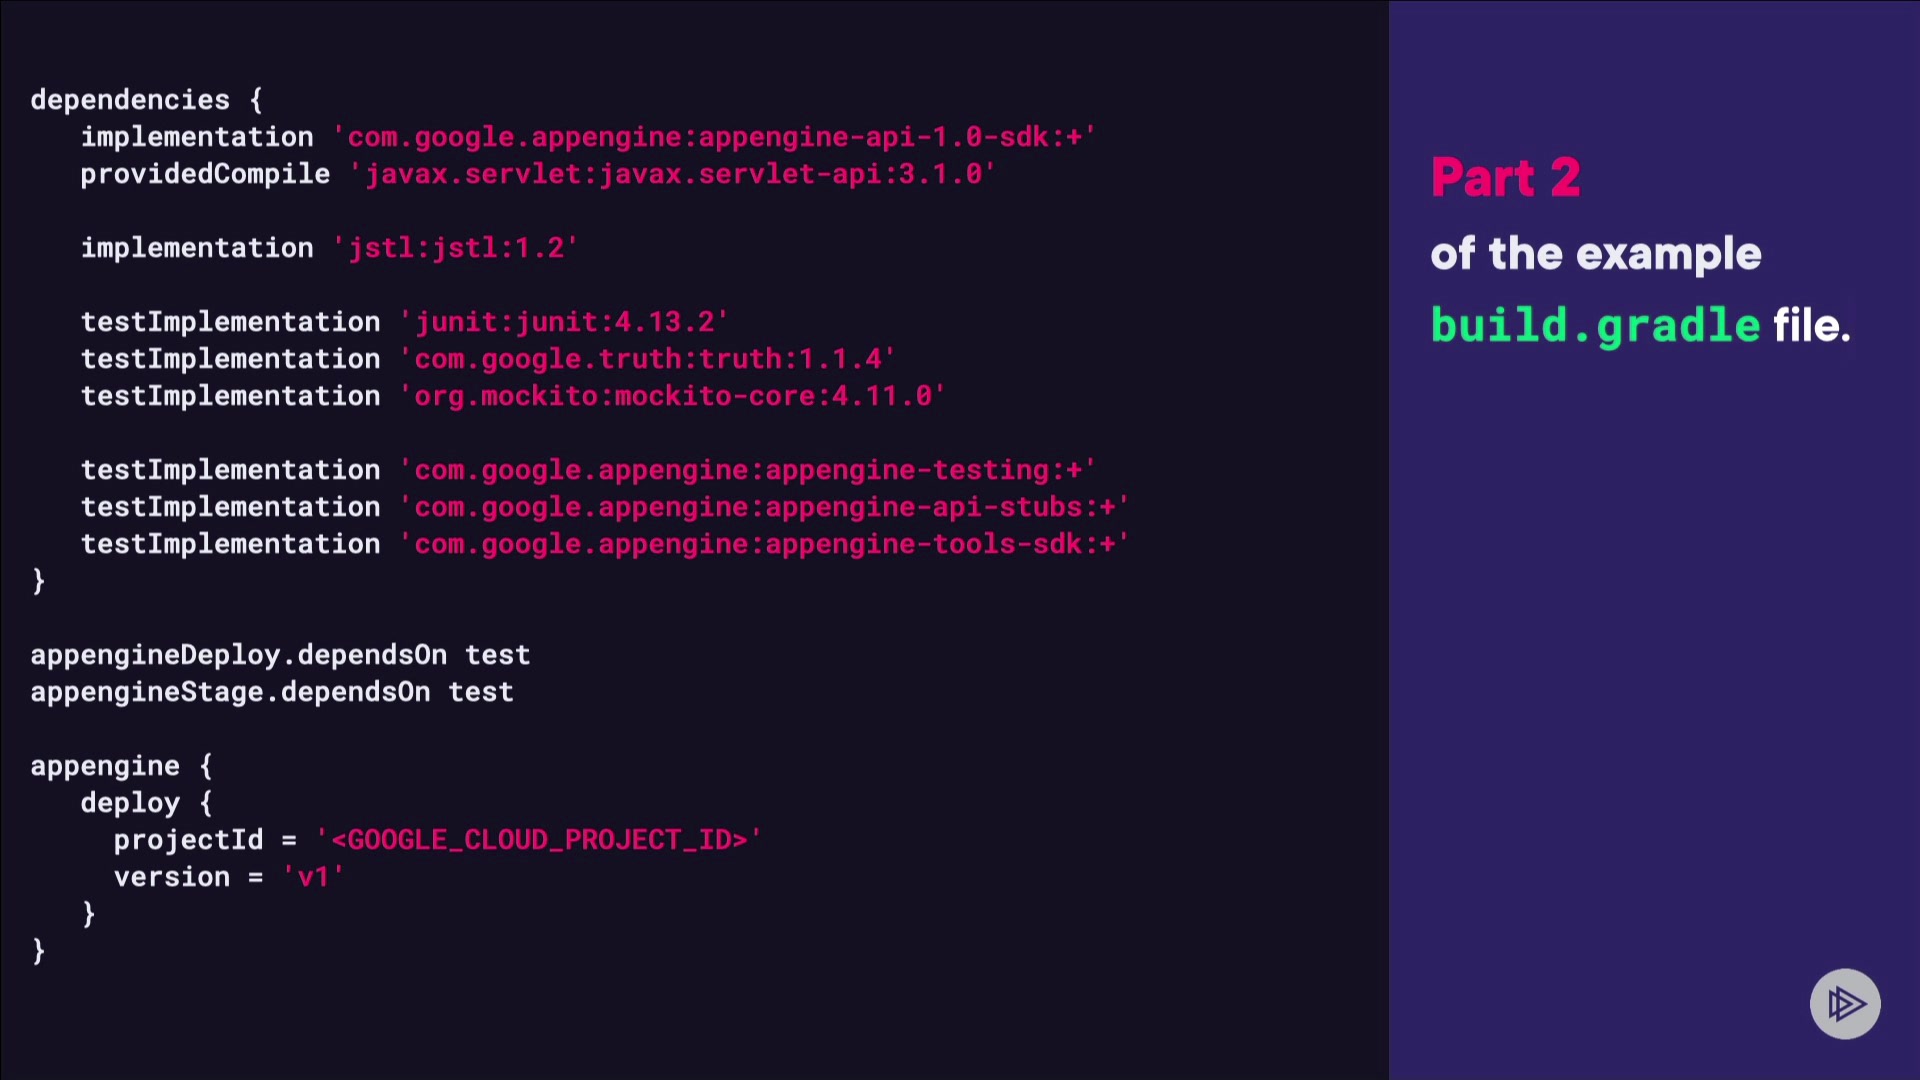 dependencies {
   implementation 'com.google.appengine:appengine-api-1.0-sdk:+'
   providedCompile 'javax.servlet:javax.servlet-api:3.1.0'
   implementation 'jstl:jstl:1.2'
   testImplementation 'junit:junit:4.13.2'
   testImplementation 'com.google.truth:truth:1.1.4'
   testImplementation 'org.mockito:mockito-core:4.11.0'
   testImplementation 'com.google.appengine:appengine-testing:+'
   testImplementation 'com.google.appengine:appengine-api-stubs:+'
   testImplementation 'com.google.appengine:appengine-tools-sdk:+'
}
appengineDeploy.dependsOn test
appengineStage.dependsOn test
appengine {
   deploy {
     projectId = '<GOOGLE_CLOUD_PROJECT_ID>'
     version = 'v1'
   }
}
Part 2
of the example
build.gradle file.